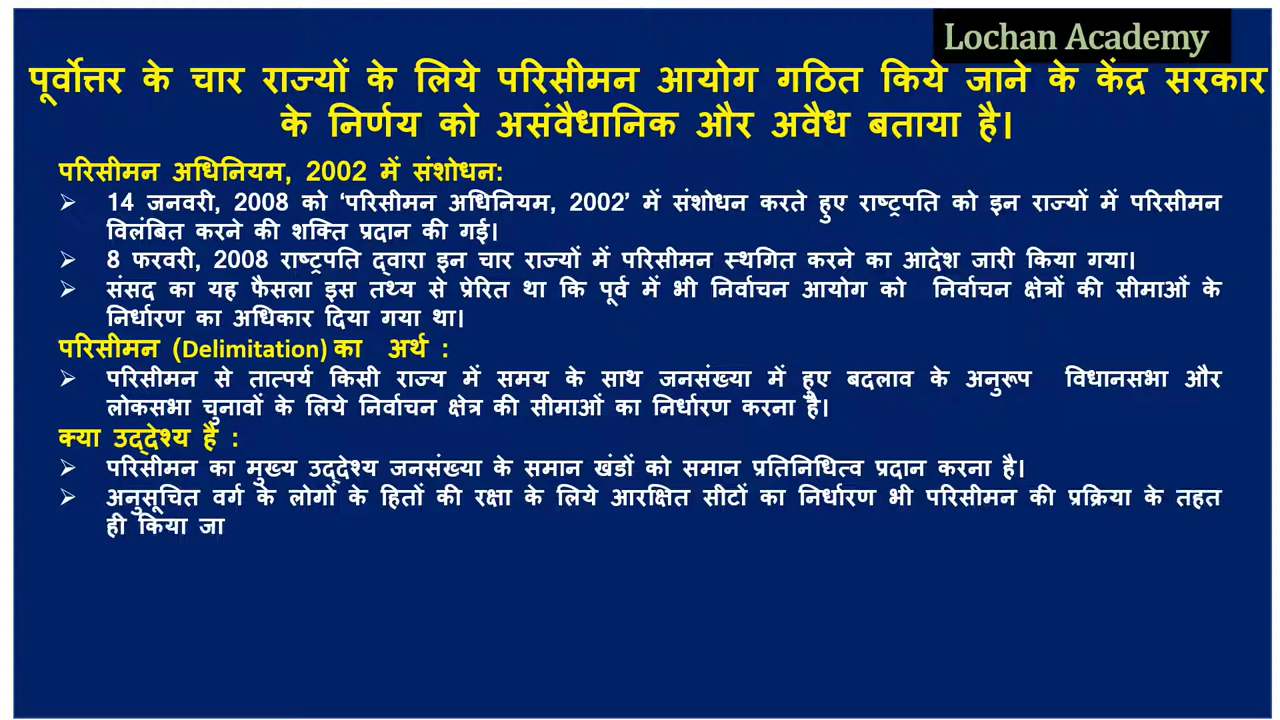 Lochan Academy
पूर्वोत्तर के चार राज्यों के लिये परिसीमन आयोग गठित किये जाने के केंद्र सरकार
के निर्णय को असंवैधानिक और अवैध बताया है।
परिसीमन अधिनियम, 2002 में संशोधन:
➢ 14 जनवरी, 2008 को ‘परिसीमन अधिनियम, 2002’ में संशोधन करते हुए राष्ट्रपति को इन राज्यों में परिसीमन
विलंबित करने की शक्ति प्रदान की गई।
➢ 8 फरवरी, 2008 राष्ट्रपति द्वारा इन चार राज्यों में परिसीमन स्थगित करने का आदेश जारी किया गया।
➢ संसद का यह फैसला इस तथ्य से प्रेरित था कि पूर्व में भी निर्वाचन आयोग को निर्वाचन क्षेत्रों की सीमाओं के
निर्धारण का अधिकार दिया गया था।
परिसीमन (Delimitation) का अर्थ :
➢ परिसीमन से तात्पर्य किसी राज्य में समय के साथ जनसंख्या में हुए बदलाव के अनुरूप विधानसभा और
लोकसभा चुनावों के लिये निर्वाचन क्षेत्र की सीमाओं का निर्धारण करना है।
क्या उद्देश्य है :
➢ परिसीमन का मुख्य उद्देश्य जनसंख्या के समान खंडों को समान प्रतिनिधित्व प्रदान करना है।
➢ अनुसूचित वर्ग के लोगों के हितों की रक्षा के लिये आरक्षित सीटों का निर्धारण भी परिसीमन की प्रक्रिया के तहत
ही किया जा